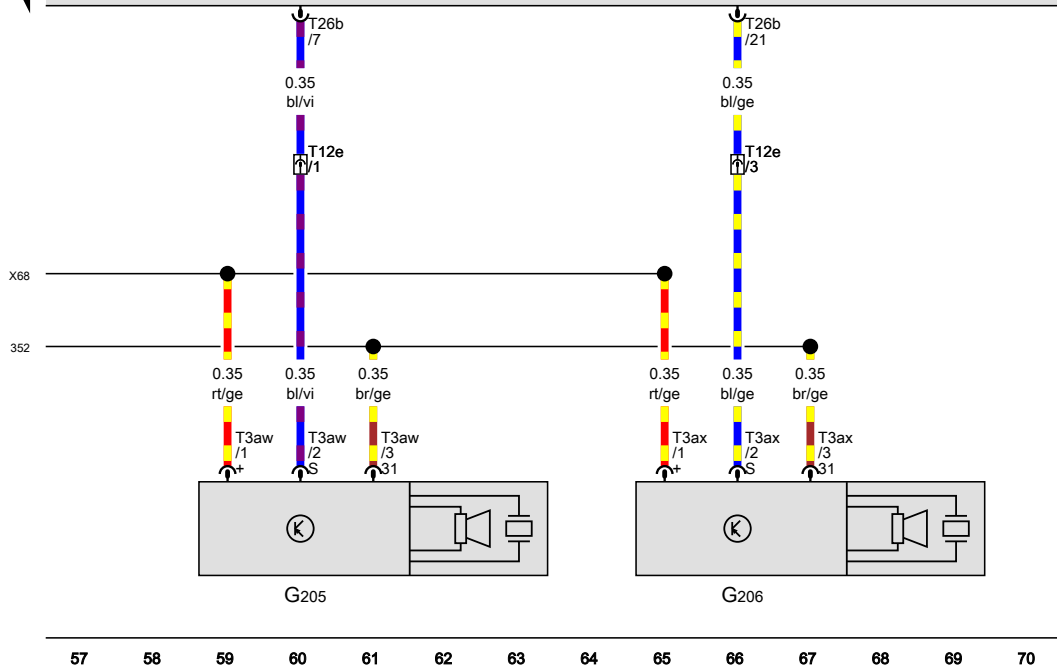 T26b
/7
T26b
/21
0.35
bl/vi
0.35
bl/ge
T12e
/1
T12e
/3
X68
352
0.35
rt/ge
0.35
bl/vi
0.35
br/ge
0.35
rt/ge
0.35
bl/ge
0.35
br/ge
T3aw
/1
+
T3aw
/2
S
T3aw
/3
31
T3ax
/1
+
T3ax
/2
S
T3ax
/3
31
G205
G206
57 58 59 60 61 62 63 64 65 66 67 68 69 70